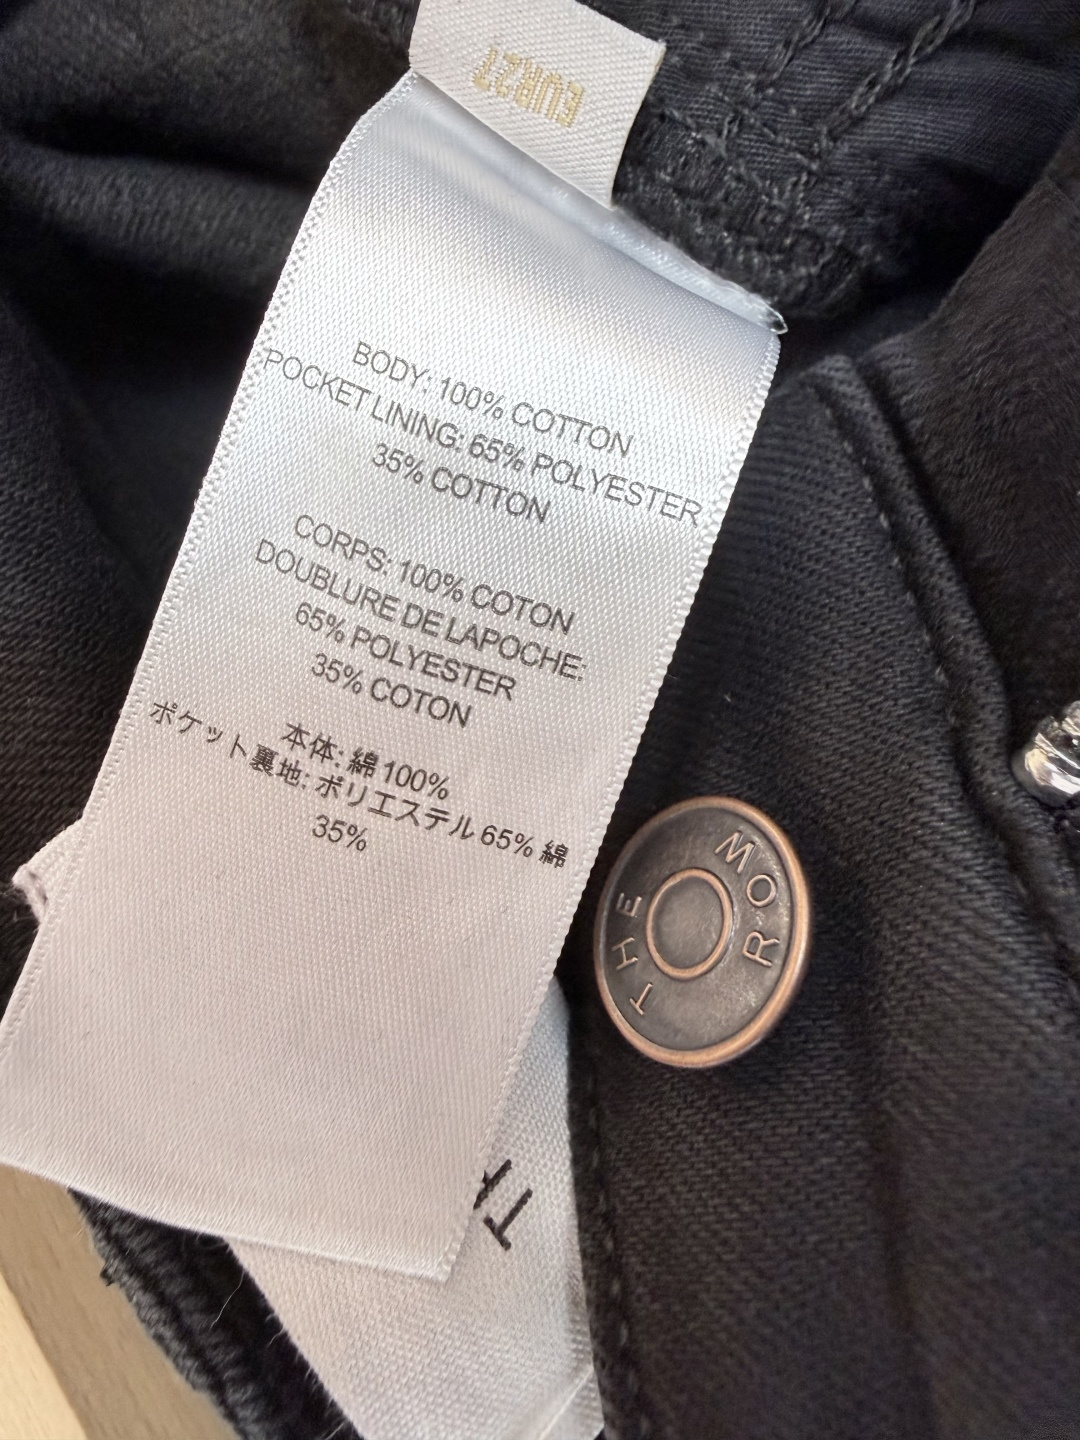 EUR27
BODY: 100% COTTON
POCKET LINING: 65% POLYESTER
35% COTTON
CORPS: 100% COTON
DOUBLURE DE LAPOCHE:
65% POLYESTER
35% COTON
本体: 綿 100%
ポケット裏地: ポリエステル 65% 綿
35%
THE ROW
TA